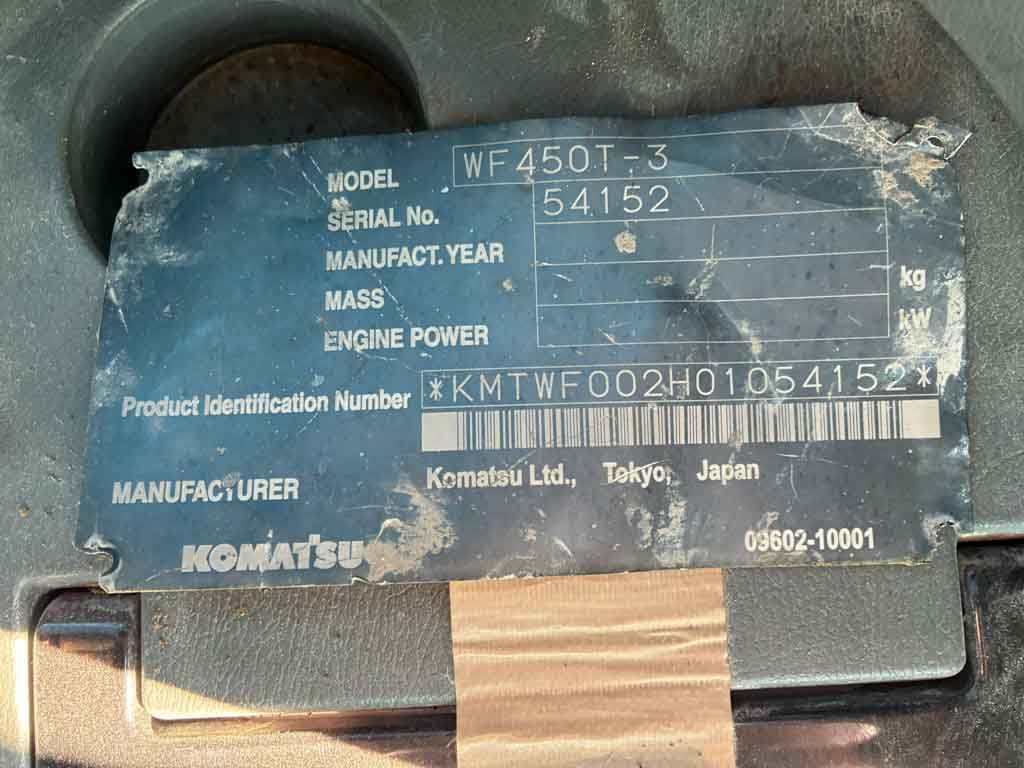 MODEL WF450T-3
SERIAL No. 54152
MANUFACT. YEAR
MASS kg
ENGINE POWER kW
Product Identification Number *KMTWF002H01054152*
MANUFACTURER Komatsu Ltd., Tokyo, Japan
KOMATSU 09602-10001